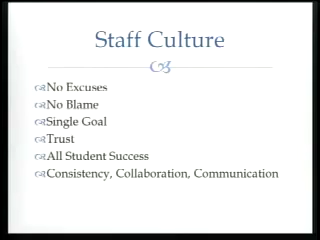 Staff Culture
No Excuses
No Blame
Single Goal
Trust
All Student Success
Consistency, Collaboration, Communication